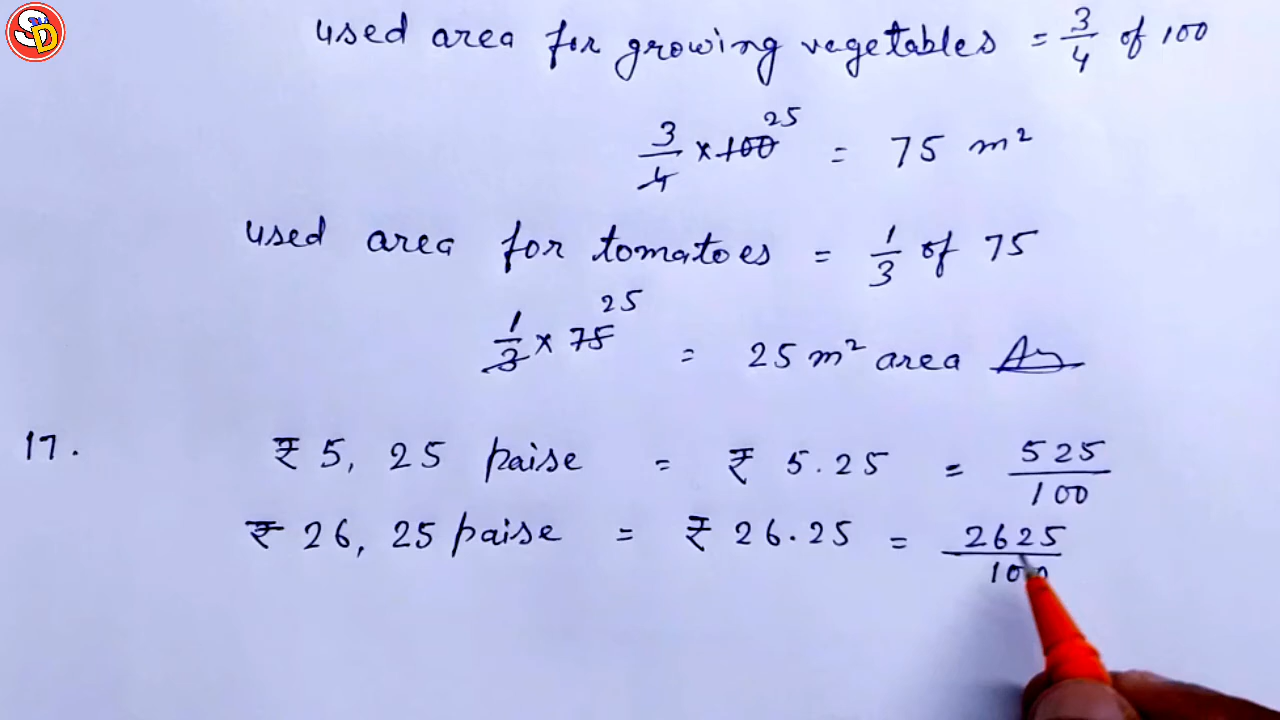 SND
used area for growing vegetables = 3/4 of 100
3/4 × 100 25 = 75 m²
used area for tomatoes = 1/3 of 75
1/3 × 75 25 = 25 m² area Ans
17. ₹ 5, 25 paise = ₹ 5.25 = 525/100
₹ 26, 25 paise = ₹ 26.25 = 2625/100